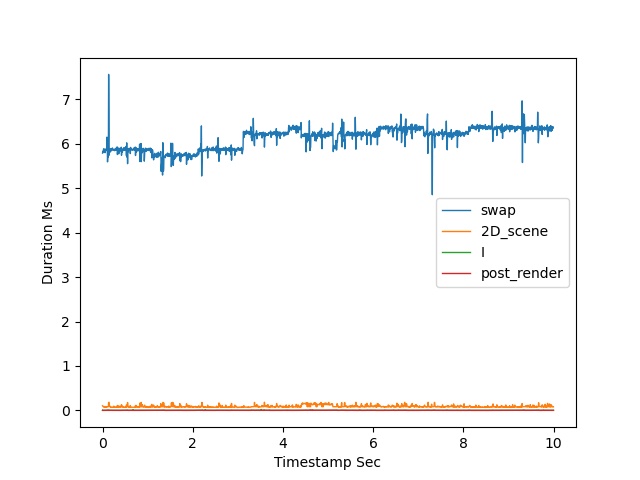 7
6
5
4
3
2
1
0
Duration Ms
swap
2D_scene
I
post_render
0 2 4 6 8 10
Timestamp Sec